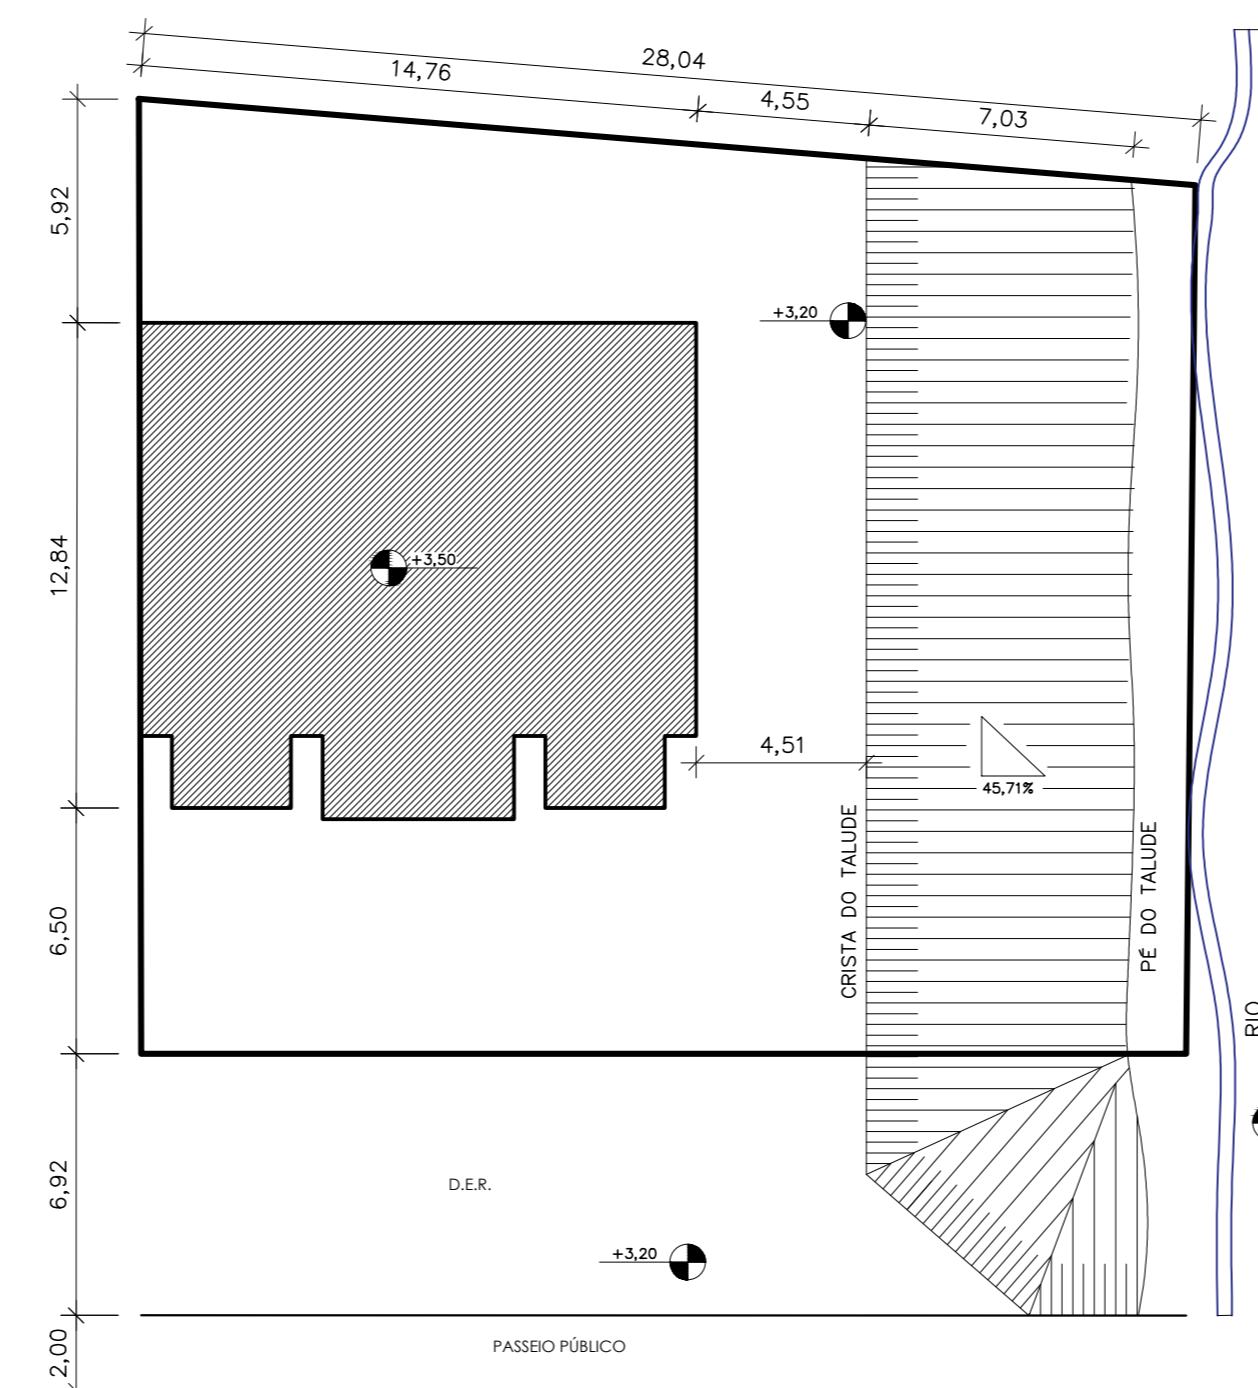 28,04
14,76
4,55
7,03
5,92
+3,20
12,84
+3,50
4,51
45,71%
CRISTA DO TALUDE
PÉ DO TALUDE
6,50
RIO
6,92
D.E.R.
+3,20
2,00
PASSEIO PÚBLICO